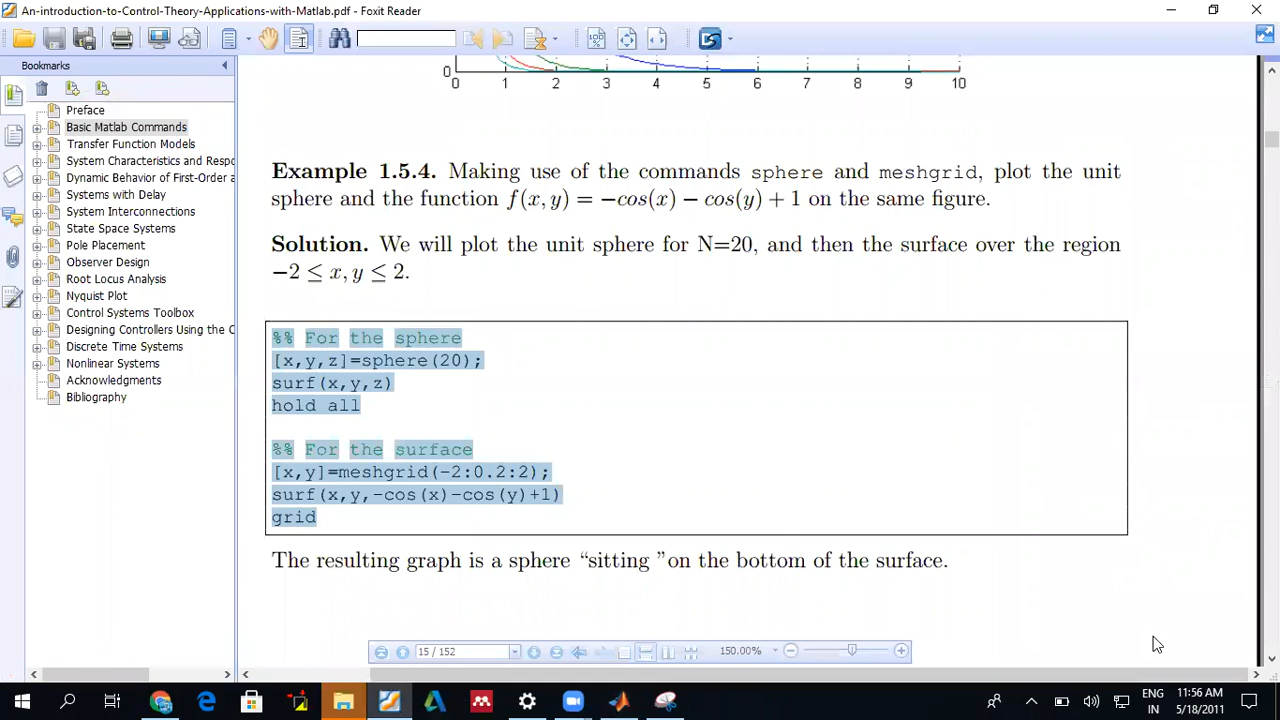 An-introduction-to-Control-Theory-Applications-with-Matlab.pdf - Foxit Reader
Bookmarks
Preface
Basic Matlab Commands
Transfer Function Models
System Characteristics and Respo
Dynamic Behavior of First-Order a
Systems with Delay
System Interconnections
State Space Systems
Pole Placement
Observer Design
Root Locus Analysis
Nyquist Plot
Control Systems Toolbox
Designing Controllers Using the C
Discrete Time Systems
Nonlinear Systems
Acknowledgments
Bibliography
0
0 1 2 3 4 5 6 7 8 9 10
Example 1.5.4. Making use of the commands sphere and meshgrid, plot the unit
sphere and the function f(x, y) = −cos(x) − cos(y) + 1 on the same figure.
Solution. We will plot the unit sphere for N=20, and then the surface over the region
−2 ≤ x, y ≤ 2.
%% For the sphere
[x,y,z]=sphere(20);
surf(x,y,z)
hold all
%% For the surface
[x,y]=meshgrid(-2:0.2:2);
surf(x,y,-cos(x)-cos(y)+1)
grid
The resulting graph is a sphere “sitting ”on the bottom of the surface.
15 / 152
150.00%
ENG
IN
11:56 AM
5/18/2011